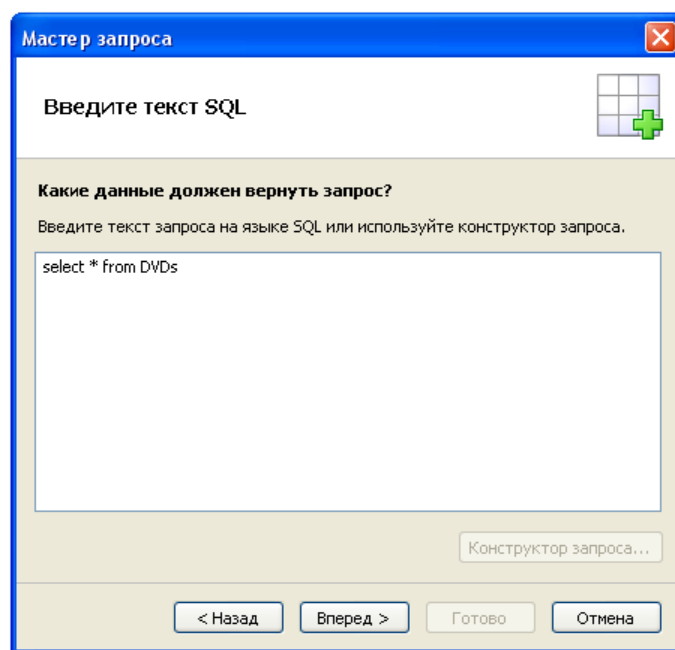 Мастер запроса
Введите текст SQL
Какие данные должен вернуть запрос?
Введите текст запроса на языке SQL или используйте конструктор запроса.
select * from DVDs
Конструктор запроса...
< Назад
Вперед >
Готово
Отмена